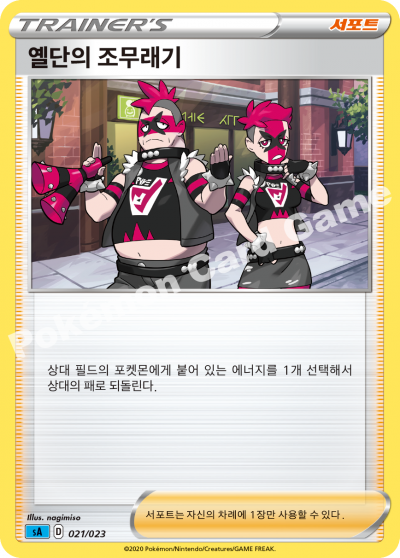 TRAINER'S
서포트
옐단의 조무래기
Pokémon Card Game
상대 필드의 포켓몬에게 붙어 있는 에너지를 1개 선택해서
상대의 패로 되돌린다.
Illus. nagimiso
sA D 021/023
서포트는 자신의 차례에 1장만 사용할 수 있다.
©2020 Pokémon/Nintendo/Creatures/GAME FREAK.